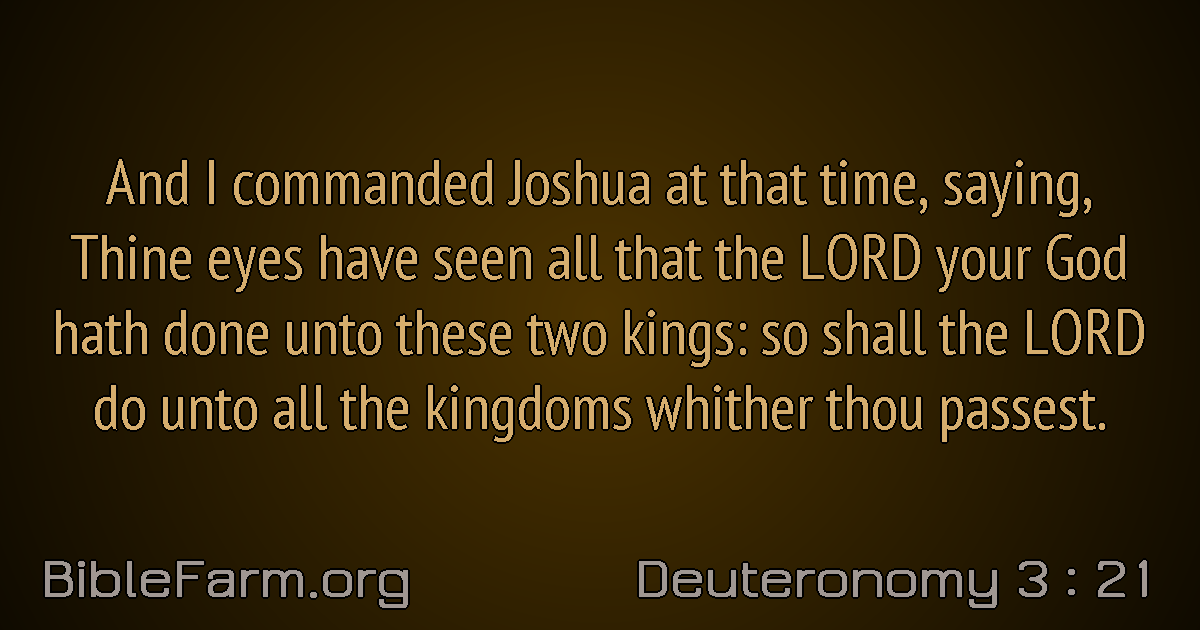 And I commanded Joshua at that time, saying,
Thine eyes have seen all that the LORD your God
hath done unto these two kings: so shall the LORD
do unto all the kingdoms whither thou passest.
BibleFarm.org
Deuteronomy 3 : 21